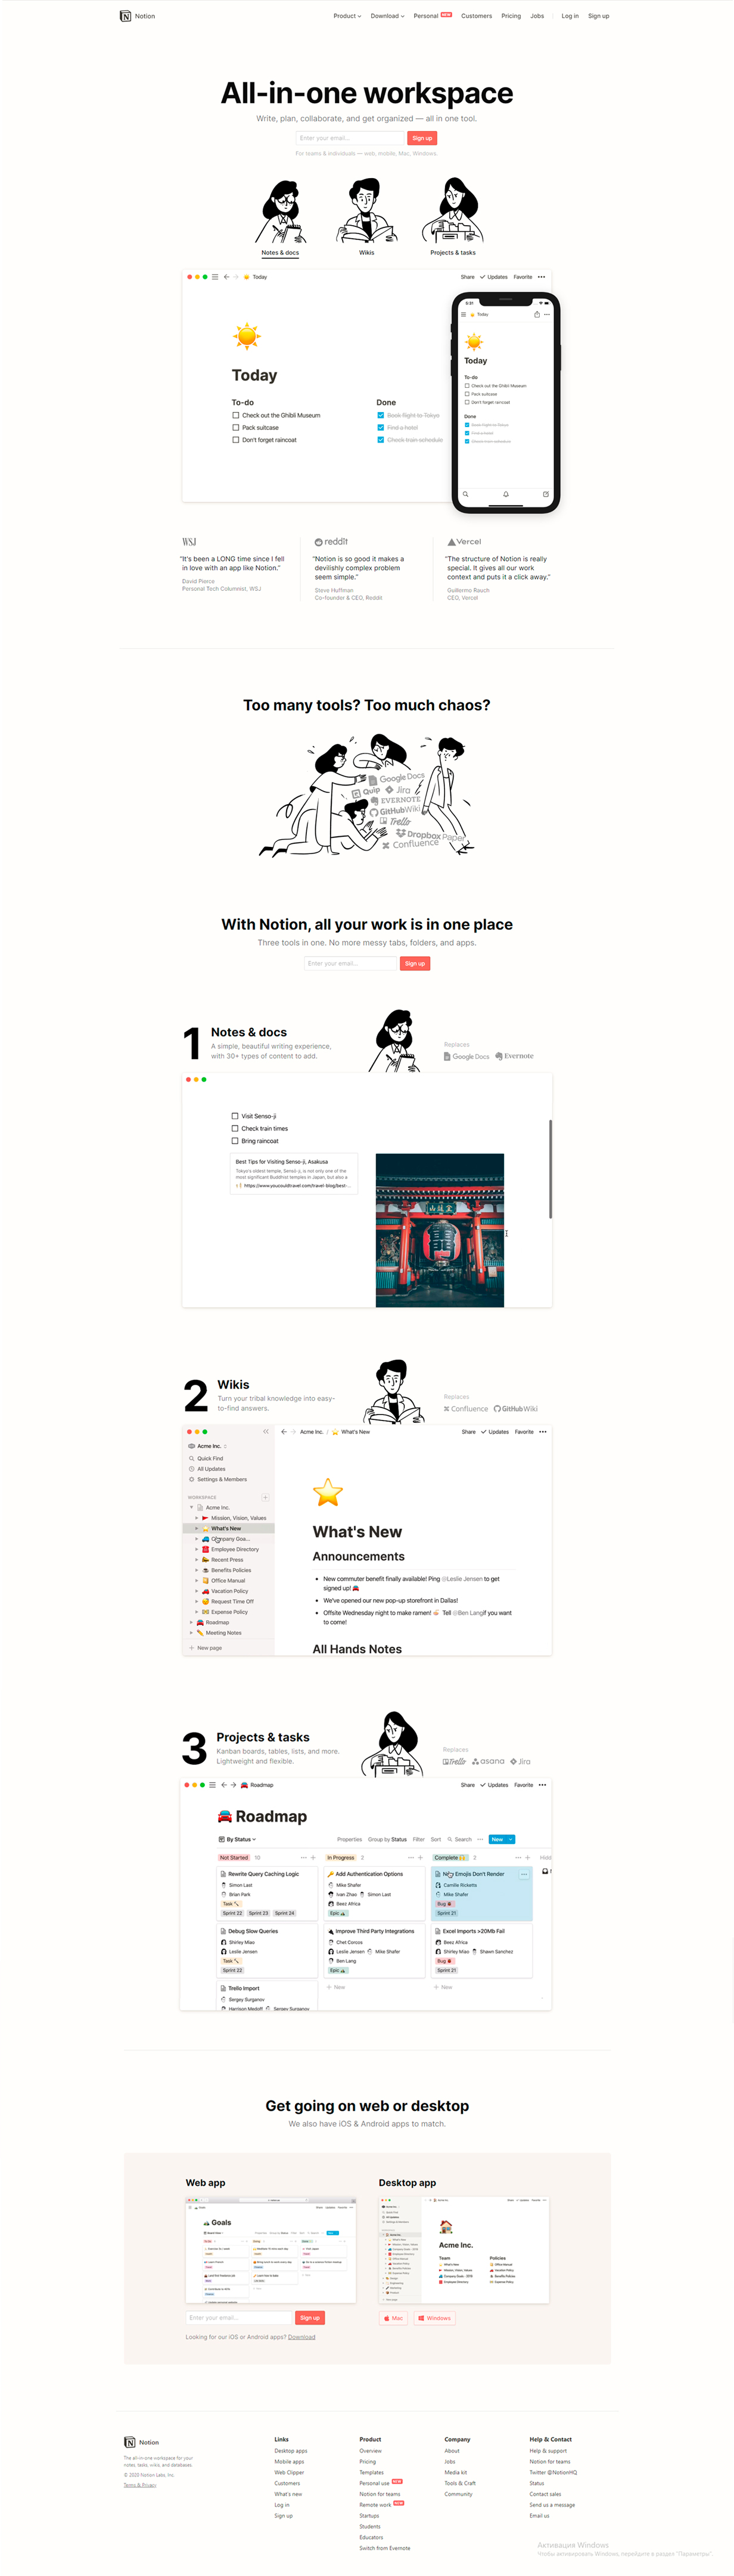 Notion
Product
Download
Personal NEW
Customers
Pricing
Jobs
Log in
Sign up
All-in-one workspace
Write, plan, collaborate, and get organized — all in one tool.
Enter your email...
Sign up
For teams & individuals — web, mobile, Mac, Windows.
Notes & docs
Wikis
Projects & tasks
Today
Share
Updates
Favorite
Today
To-do
Check out the Ghibli Museum
Pack suitcase
Don't forget raincoat
Done
Book flight to Tokyo
Find a hotel
Check train schedule
5:31
Today
Today
To-do
Check out the Ghibli Museum
Pack suitcase
Don't forget raincoat
Done
Book flight to Tokyo
Find a hotel
Check train schedule
WSJ
"It's been a LONG time since I fell
in love with an app like Notion."
David Pierce
Personal Tech Columnist, WSJ
reddit
"Notion is so good it makes a
devilishly complex problem
seem simple."
Steve Huffman
Co-founder & CEO, Reddit
Vercel
"The structure of Notion is really
special. It gives all our work
context and puts it a click away."
Guillermo Rauch
CEO, Vercel
Too many tools? Too much chaos?
Google Docs
Quip
Jira
EVERNOTE
GitHub Wiki
Trello
Dropbox Paper
Confluence
With Notion, all your work is in one place
Three tools in one. No more messy tabs, folders, and apps.
Enter your email...
Sign up
1
Notes & docs
A simple, beautiful writing experience,
with 30+ types of content to add.
Replaces
Google Docs
Evernote
Visit Senso-ji
Check train times
Bring raincoat
Best Tips for Visiting Senso-ji, Asakusa
Tokyo's oldest temple, Senso-ji, is not only one of the
most significant Buddhist temples in Japan, but also a
https://www.youcouldtravel.com/travel-blog/best-...
2
Wikis
Turn your tribal knowledge into easy-
to-find answers.
Replaces
Confluence
GitHub Wiki
Acme Inc.
Quick Find
All Updates
Settings & Members
WORKSPACE
Acme Inc.
Mission, Vision, Values
What's New
Company Goa...
Employee Directory
Recent Press
Benefits Policies
Office Manual
Vacation Policy
Request Time Off
Expense Policy
Roadmap
Meeting Notes
New page
Acme Inc. / What's New
Share
Updates
Favorite
What's New
Announcements
New commuter benefit finally available! Ping @Leslie Jensen to get
signed up!
We've opened our new pop-up storefront in Dallas!
Offsite Wednesday night to make ramen! Tell @Ben Langif you want
to come!
All Hands Notes
3
Projects & tasks
Kanban boards, tables, lists, and more.
Lightweight and flexible.
Replaces
Trello
asana
Jira
Roadmap
Share
Updates
Favorite
Roadmap
By Status
Properties
Group by Status
Filter
Sort
Search
New
Not Started 10
Rewrite Query Caching Logic
Simon Last
Brian Park
Task
Sprint 22
Sprint 23
Sprint 24
Debug Slow Queries
Shirley Miao
Leslie Jensen
Task
Sprint 22
Trello Import
Sergey Surganov
Harrison Medoff
Sergey Surganov
In Progress 2
Add Authentication Options
Mike Shafer
Ivan Zhao
Simon Last
Beez Africa
Epic
Improve Third Party Integrations
Chet Corcos
Leslie Jensen
Mike Shafer
Ben Lang
Epic
New
Complete 2
Emojis Don't Render
Camille Ricketts
Mike Shafer
Bug
Sprint 21
Excel Imports >20Mb Fail
Beez Africa
Shirley Miao
Shawn Sanchez
Bug
Sprint 21
New
Get going on web or desktop
We also have iOS & Android apps to match.
Web app
Goals
Enter your email...
Sign up
Looking for our iOS or Android apps? Download
Desktop app
Acme Inc.
Team
Policies
Mac
Windows
Notion
The all-in-one workspace for your
notes, tasks, wikis, and databases.
© 2020 Notion Labs, Inc.
Terms & Privacy
Links
Desktop apps
Mobile apps
Web Clipper
Customers
What's new
Log in
Sign up
Product
Overview
Pricing
Templates
Personal use NEW
Notion for teams
Remote work NEW
Startups
Students
Educators
Switch from Evernote
Company
About
Jobs
Media kit
Tools & Craft
Community
Help & Contact
Help & support
Notion for teams
Twitter @NotionHQ
Status
Contact sales
Send us a message
Email us
Активация Windows
Чтобы активировать Windows, перейдите в раздел "Параметры".